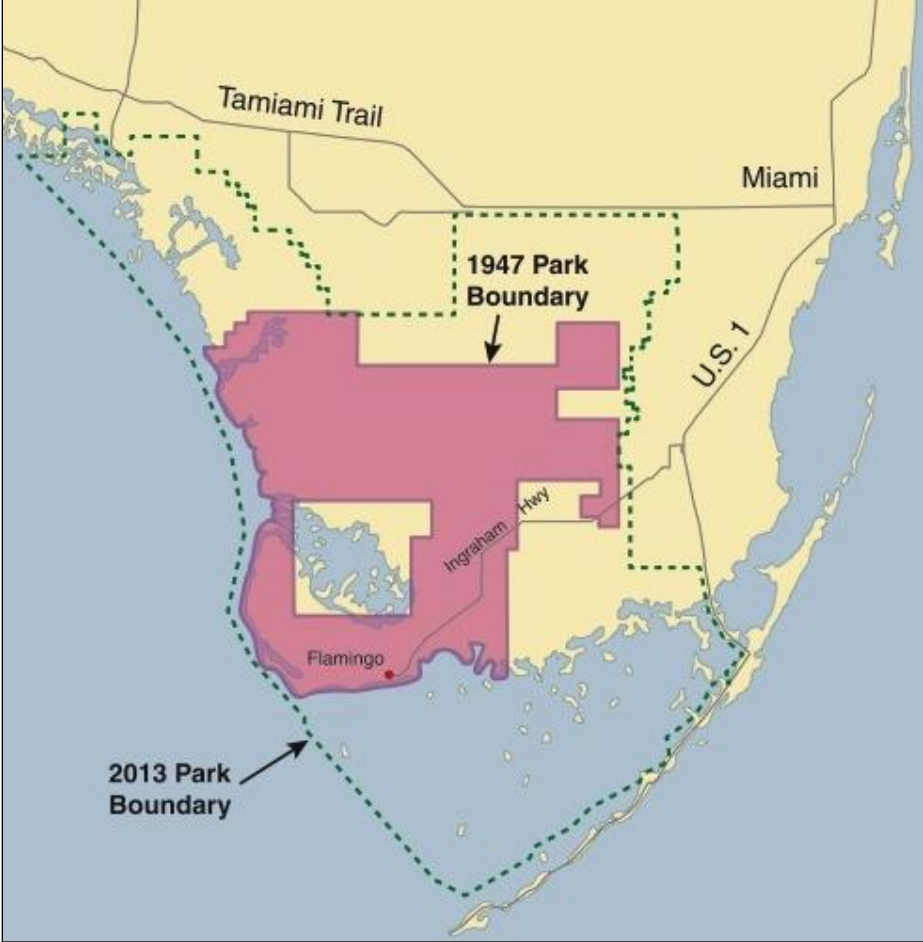 Tamiami Trail
Miami
1947 Park
Boundary
U.S. 1
Ingraham Hwy
Flamingo
2013 Park
Boundary